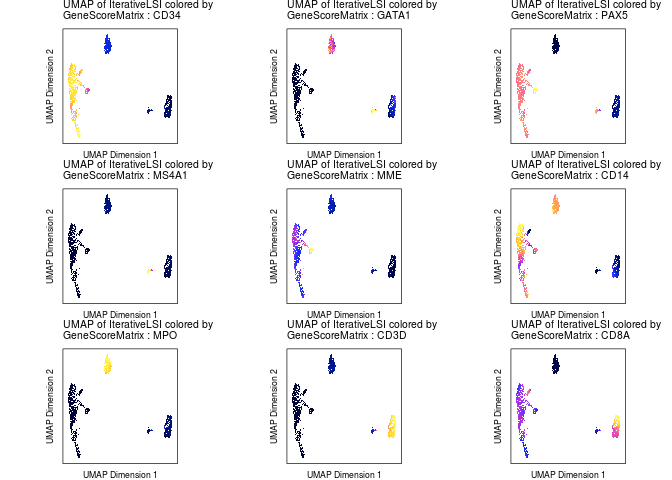 UMAP of IterativeLSI colored by
GeneScoreMatrix : CD34
UMAP Dimension 2
UMAP Dimension 1
UMAP of IterativeLSI colored by
GeneScoreMatrix : GATA1
UMAP Dimension 2
UMAP Dimension 1
UMAP of IterativeLSI colored by
GeneScoreMatrix : PAX5
UMAP Dimension 2
UMAP Dimension 1
UMAP of IterativeLSI colored by
GeneScoreMatrix : MS4A1
UMAP Dimension 2
UMAP Dimension 1
UMAP of IterativeLSI colored by
GeneScoreMatrix : MME
UMAP Dimension 2
UMAP Dimension 1
UMAP of IterativeLSI colored by
GeneScoreMatrix : CD14
UMAP Dimension 2
UMAP Dimension 1
UMAP of IterativeLSI colored by
GeneScoreMatrix : MPO
UMAP Dimension 2
UMAP Dimension 1
UMAP of IterativeLSI colored by
GeneScoreMatrix : CD3D
UMAP Dimension 2
UMAP Dimension 1
UMAP of IterativeLSI colored by
GeneScoreMatrix : CD8A
UMAP Dimension 2
UMAP Dimension 1